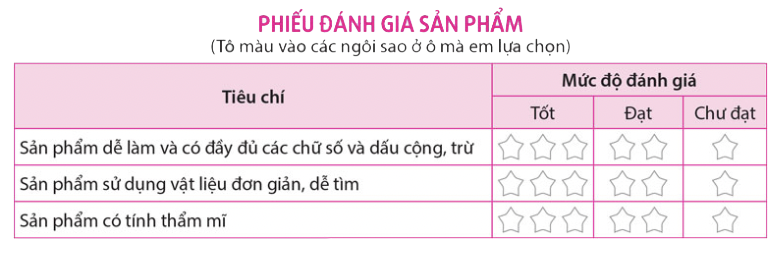 PHIẾU ĐÁNH GIÁ SẢN PHẨM
(Tô màu vào các ngôi sao ở ô mà em lựa chọn)
Tiêu chí
Mức độ đánh giá
Tốt Đạt Chư đạt
Sản phẩm dễ làm và có đầy đủ các chữ số và dấu cộng, trừ
Sản phẩm sử dụng vật liệu đơn giản, dễ tìm
Sản phẩm có tính thẩm mĩ